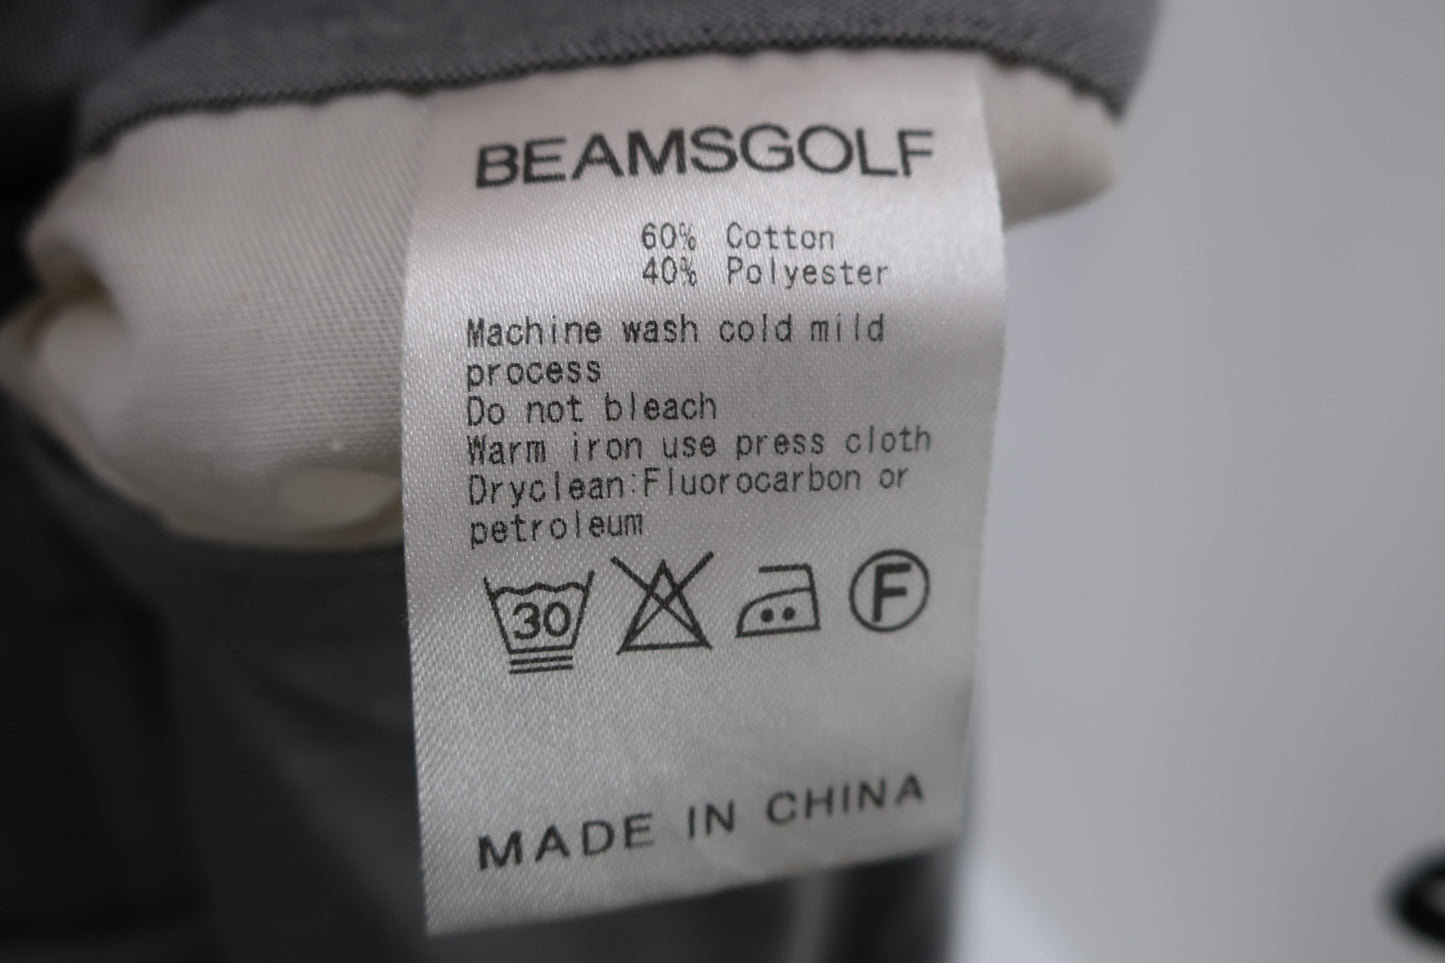 BEAMSGOLF
60% Cotton
40% Polyester
Machine wash cold mild
process
Do not bleach
Warm iron use press cloth
Dryclean:Fluorocarbon or
petroleum
30 F
MADE IN CHINA